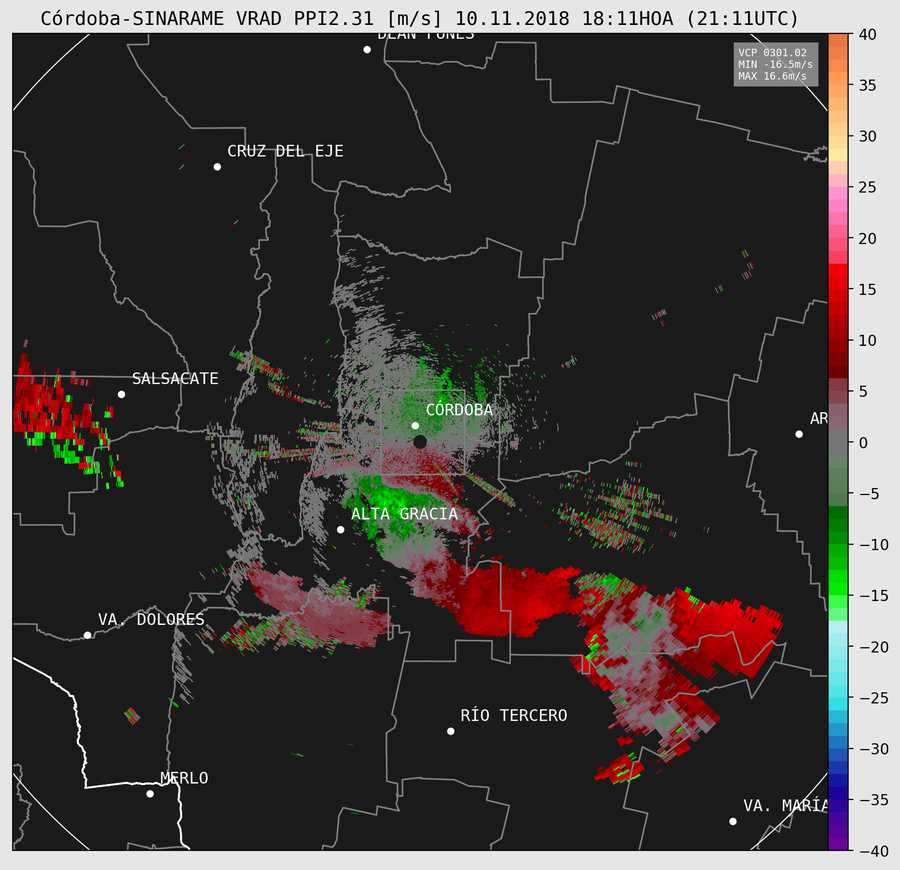 Córdoba-SINARAME VRAD PPI2.31 [m/s] 10.11.2018 18:11HOA (21:11UTC)
DEAN FUNES
VCP 0301.02
MIN -16.5m/s
MAX 16.6m/s
CRUZ DEL EJE
SALSACATE
CÓRDOBA
AR
ALTA GRACIA
VA. DOLORES
RÍO TERCERO
MERLO
VA. MARÍA
40
35
30
25
20
15
10
5
0
−5
−10
−15
−20
−25
−30
−35
−40